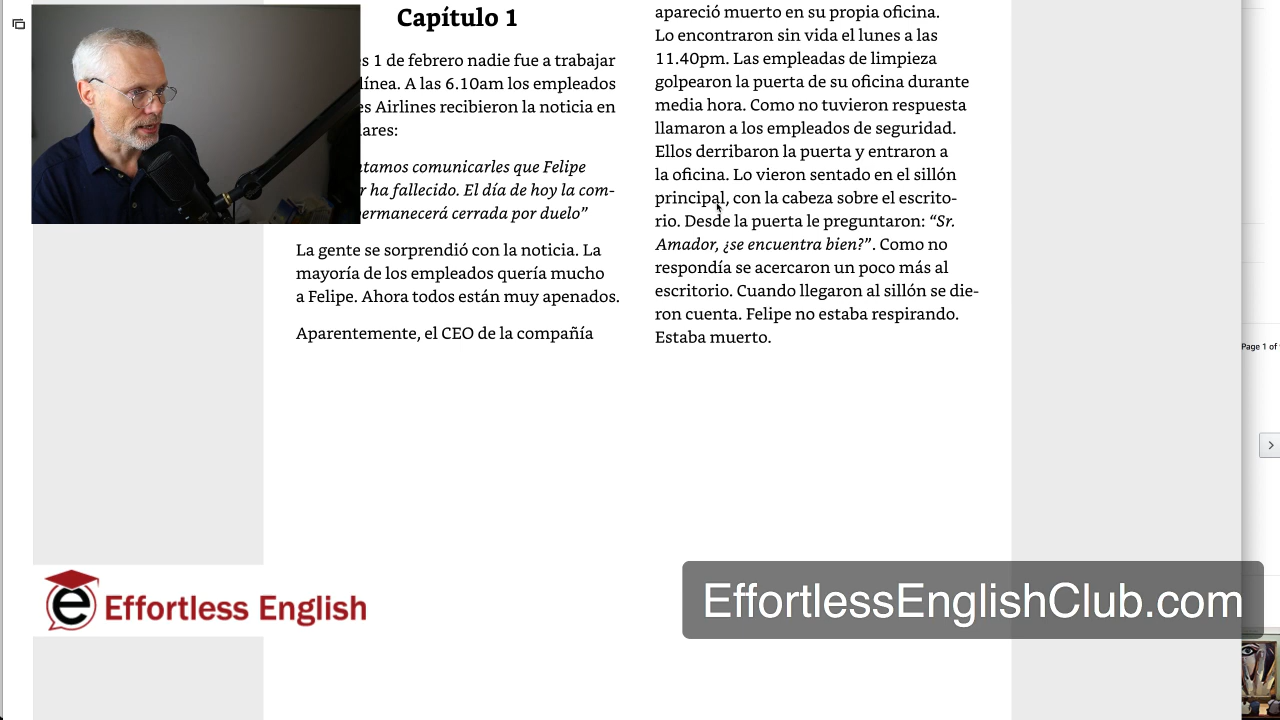 Capítulo 1
1 de febrero nadie fue a trabajar
línea. A las 6.10am los empleados
es Airlines recibieron la noticia en
lares:
tamos comunicarles que Felipe
r ha fallecido. El día de hoy la com-
permanecerá cerrada por duelo”
La gente se sorprendió con la noticia. La
mayoría de los empleados quería mucho
a Felipe. Ahora todos están muy apenados.
Aparentemente, el CEO de la compañía
apareció muerto en su propia oficina.
Lo encontraron sin vida el lunes a las
11.40pm. Las empleadas de limpieza
golpearon la puerta de su oficina durante
media hora. Como no tuvieron respuesta
llamaron a los empleados de seguridad.
Ellos derribaron la puerta y entraron a
la oficina. Lo vieron sentado en el sillón
principal, con la cabeza sobre el escrito-
rio. Desde la puerta le preguntaron: “Sr.
Amador, ¿se encuentra bien?”. Como no
respondía se acercaron un poco más al
escritorio. Cuando llegaron al sillón se die-
ron cuenta. Felipe no estaba respirando.
Estaba muerto.
Page 1 of
e Effortless English
EffortlessEnglishClub.com